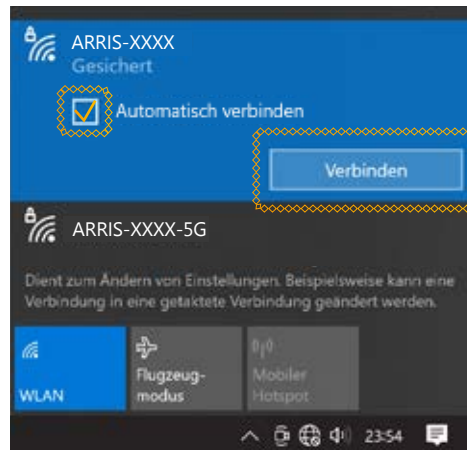 ARRIS-XXXX
Gesichert
Automatisch verbinden
Verbinden
ARRIS-XXXX-5G
Dient zum Ändern von Einstellungen. Beispielsweise kann eine
Verbindung in eine getaktete Verbindung geändert werden.
WLAN
Flugzeug-
modus
Mobiler
Hotspot
23:54